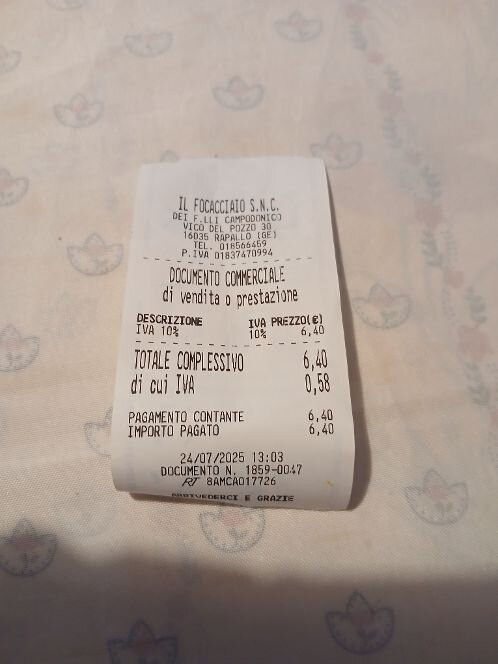 IL FOCACCIAIO S.N.C.
DEI F.LLI CAMPODONICO
VICO DEL POZZO 30
16035 RAPALLO (GE)
TEL. 018566459
P.IVA 01837470994
DOCUMENTO COMMERCIALE
di vendita o prestazione
DESCRIZIONE IVA PREZZO(€)
IVA 10% 10% 6,40
TOTALE COMPLESSIVO 6,40
di cui IVA 0,58
PAGAMENTO CONTANTE 6,40
IMPORTO PAGATO 6,40
24/07/2025 13:03
DOCUMENTO N. 1859-0047
RT 8AMCA017726
ARRIVEDERCI E GRAZIE